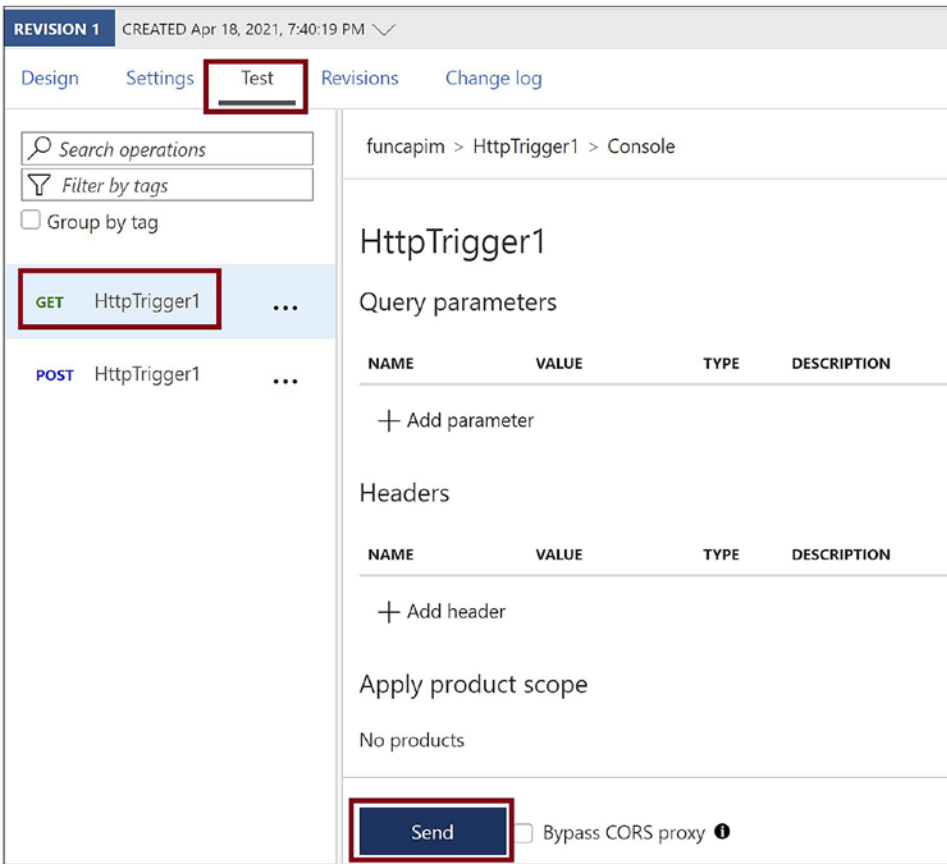 REVISION 1 CREATED Apr 18, 2021, 7:40:19 PM
Design Settings Test Revisions Change log
Search operations
Filter by tags
Group by tag
GET HttpTrigger1 ...
POST HttpTrigger1 ...
funcapim > HttpTrigger1 > Console
HttpTrigger1
Query parameters
NAME VALUE TYPE DESCRIPTION
+ Add parameter
Headers
NAME VALUE TYPE DESCRIPTION
+ Add header
Apply product scope
No products
Send Bypass CORS proxy